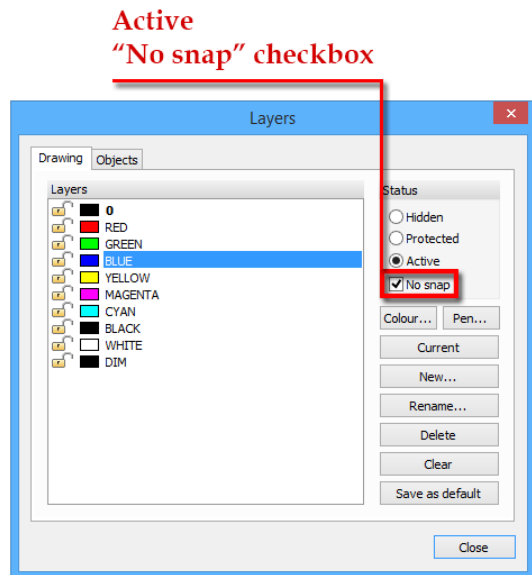 Active
“No snap” checkbox
Layers
Drawing Objects
Layers
0
RED
GREEN
BLUE
YELLOW
MAGENTA
CYAN
BLACK
WHITE
DIM
Status
Hidden
Protected
Active
No snap
Colour... Pen...
Current
New...
Rename...
Delete
Clear
Save as default
Close